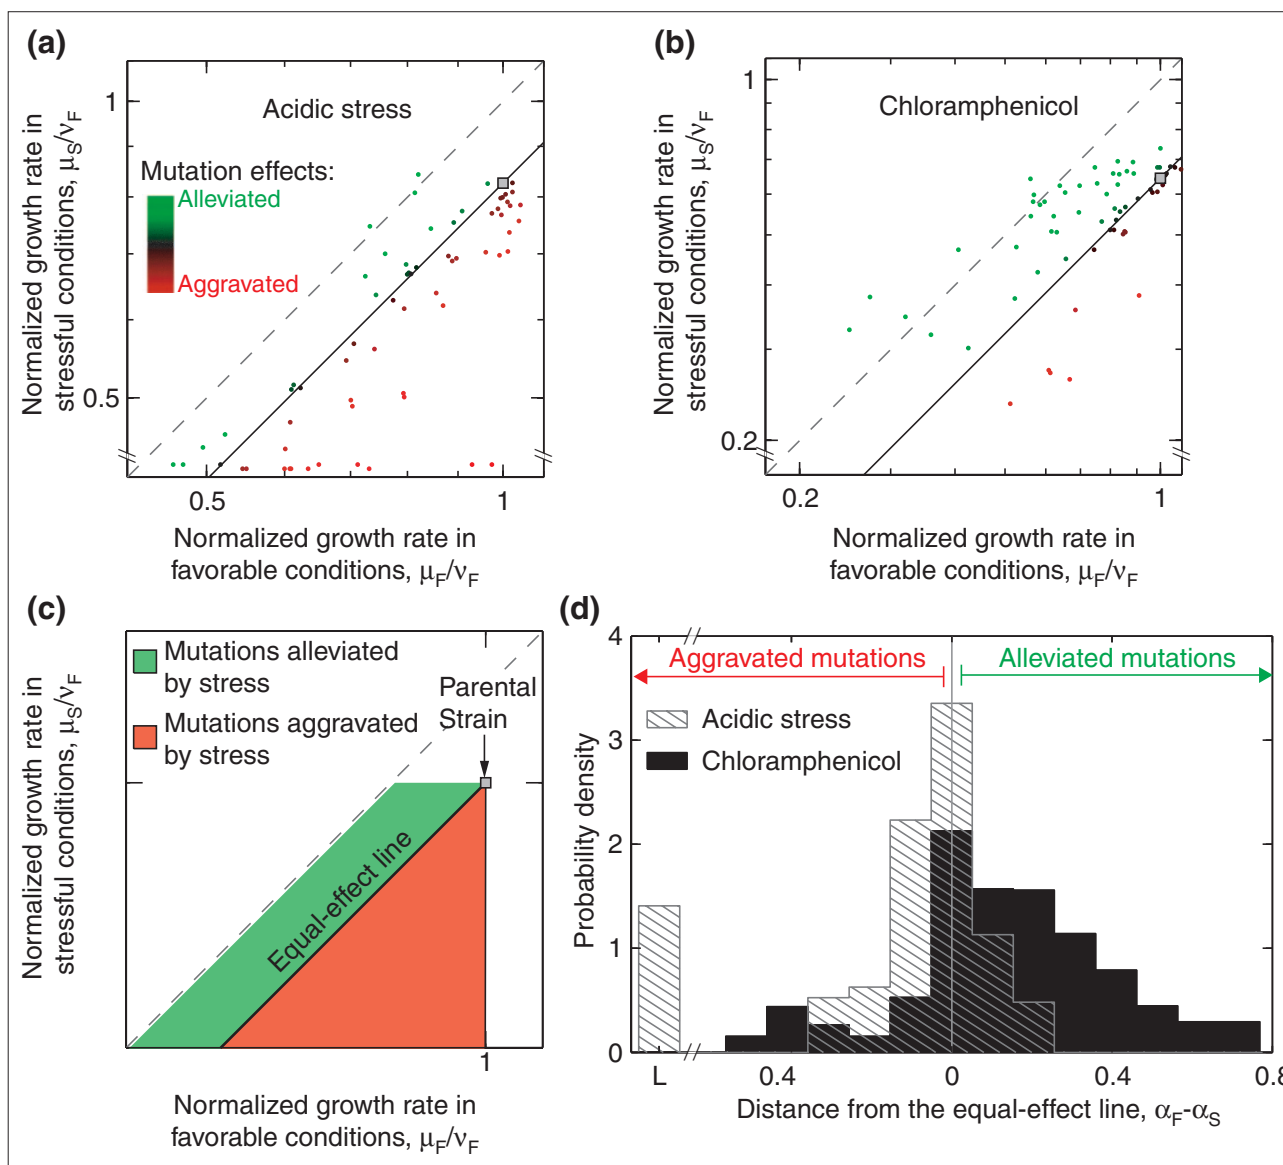 (a)
Normalized growth rate in
stressful conditions, μS/νF
1
0.5
Acidic stress
Mutation effects:
Alleviated
Aggravated
0.5
1
Normalized growth rate in
favorable conditions, μF/νF
(b)
Normalized growth rate in
stressful conditions, μS/νF
1
0.2
Chloramphenicol
0.2
1
Normalized growth rate in
favorable conditions, μF/νF
(c)
Normalized growth rate in
stressful conditions, μS/νF
Mutations alleviated
by stress
Mutations aggravated
by stress
Parental
Strain
Equal-effect line
1
Normalized growth rate in
favorable conditions, μF/νF
(d)
Probability density
4
3
2
1
0
Aggravated mutations
Alleviated mutations
Acidic stress
Chloramphenicol
L
0.4
0
0.4
0.8
Distance from the equal-effect line, αF-αS